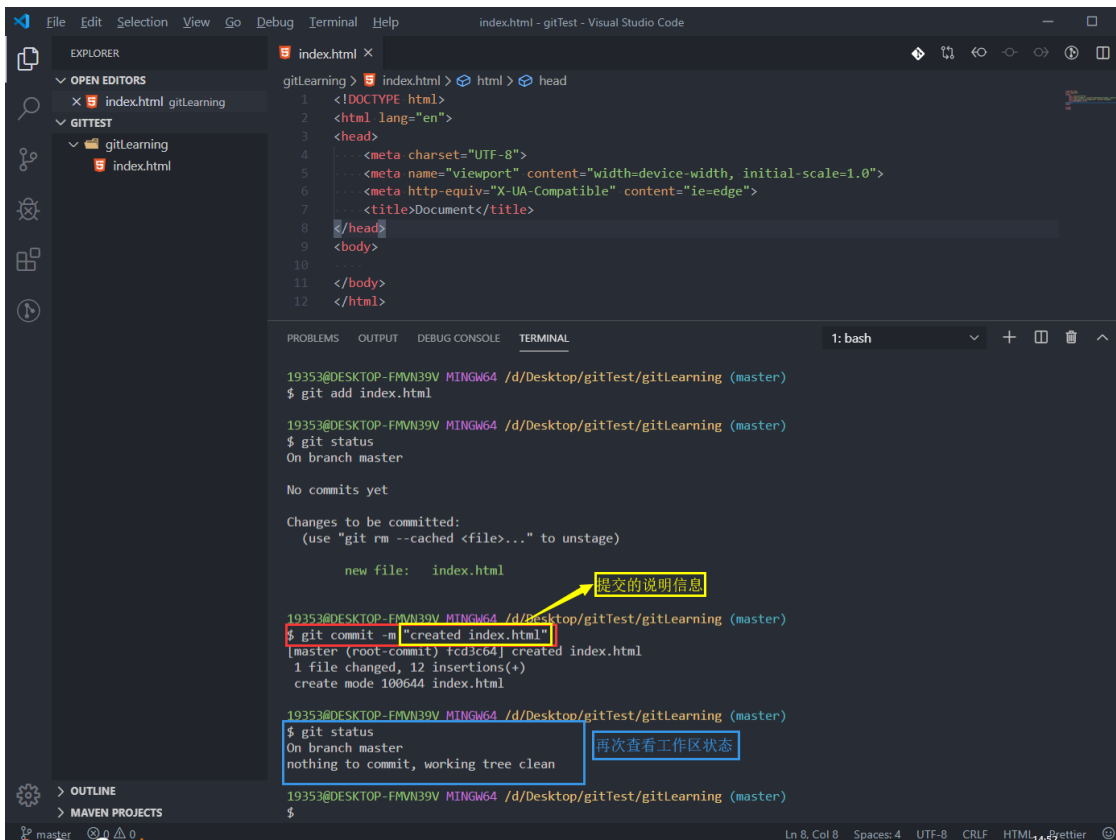 File Edit Selection View Go Debug Terminal Help index.html - gitTest - Visual Studio Code
EXPLORER
OPEN EDITORS
index.html gitLearning
GITTEST
gitLearning
index.html
OUTLINE
MAVEN PROJECTS
index.html
gitLearning > index.html > html > head
1 <!DOCTYPE html>
2 <html lang="en">
3 <head>
4 ····<meta charset="UTF-8">
5 ····<meta name="viewport" content="width=device-width, initial-scale=1.0">
6 ····<meta http-equiv="X-UA-Compatible" content="ie=edge">
7 ····<title>Document</title>
8 </head>
9 <body>
10 ····
11 </body>
12 </html>
PROBLEMS OUTPUT DEBUG CONSOLE TERMINAL 1: bash
19353@DESKTOP-FMVN39V MINGW64 /d/Desktop/gitTest/gitLearning (master)
$ git add index.html
19353@DESKTOP-FMVN39V MINGW64 /d/Desktop/gitTest/gitLearning (master)
$ git status
On branch master
No commits yet
Changes to be committed:
(use "git rm --cached <file>..." to unstage)
new file: index.html
提交的说明信息
19353@DESKTOP-FMVN39V MINGW64 /d/Desktop/gitTest/gitLearning (master)
$ git commit -m "created index.html"
[master (root-commit) fcd3c64] created index.html
1 file changed, 12 insertions(+)
create mode 100644 index.html
19353@DESKTOP-FMVN39V MINGW64 /d/Desktop/gitTest/gitLearning (master)
$ git status
On branch master
nothing to commit, working tree clean
再次查看工作区状态
19353@DESKTOP-FMVN39V MINGW64 /d/Desktop/gitTest/gitLearning (master)
$
master 0 0 Ln 8, Col 8 Spaces: 4 UTF-8 CRLF HTML 14:52 Prettier